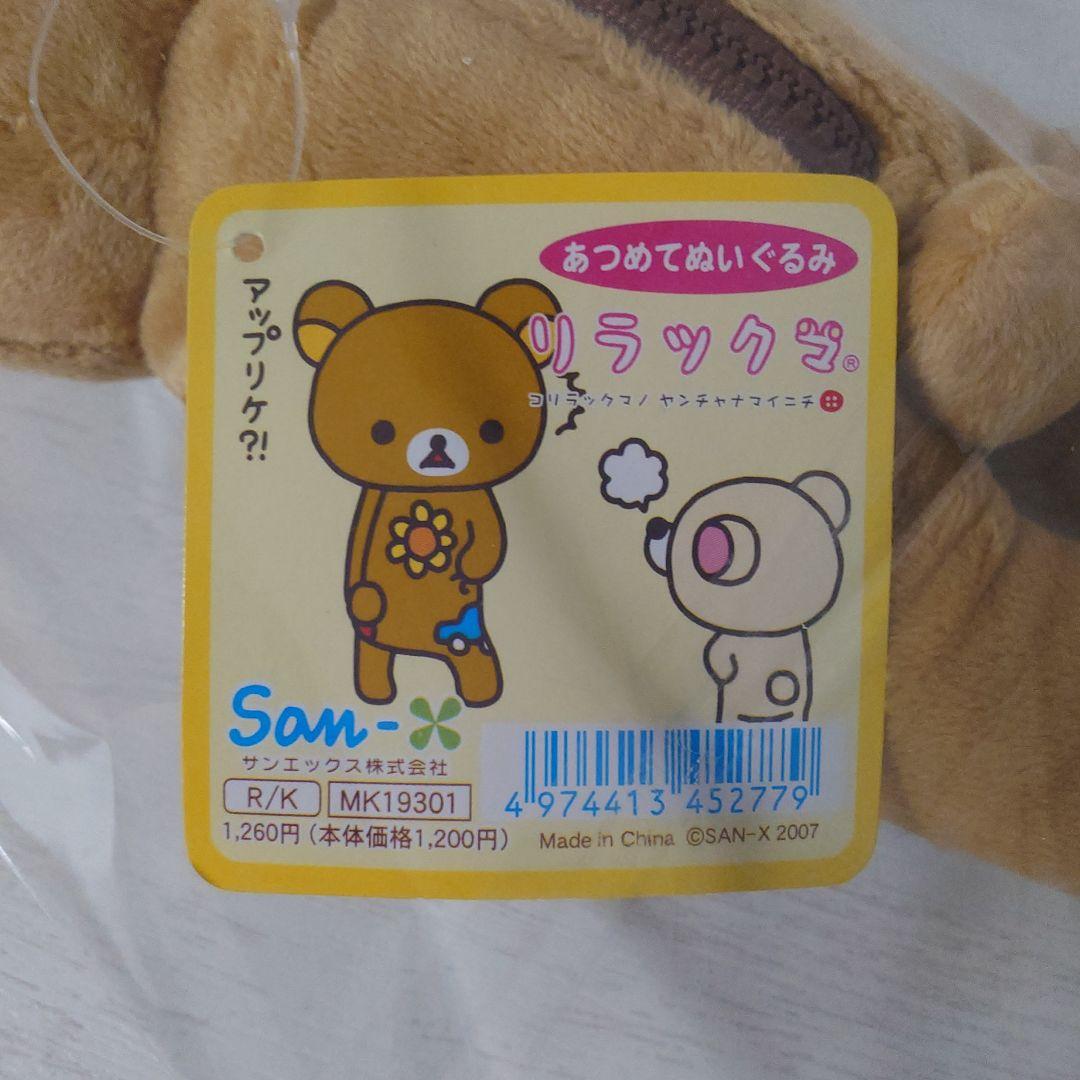 あつめてぬいぐるみ
リラックマ®
コリラックマノ ヤンチャナマイニチ
アップリケ?!
San-X
サンエックス株式会社
R/K MK19301
1,260円(本体価格1,200円)
4 974413 452779
Made in China ©SAN-X 2007